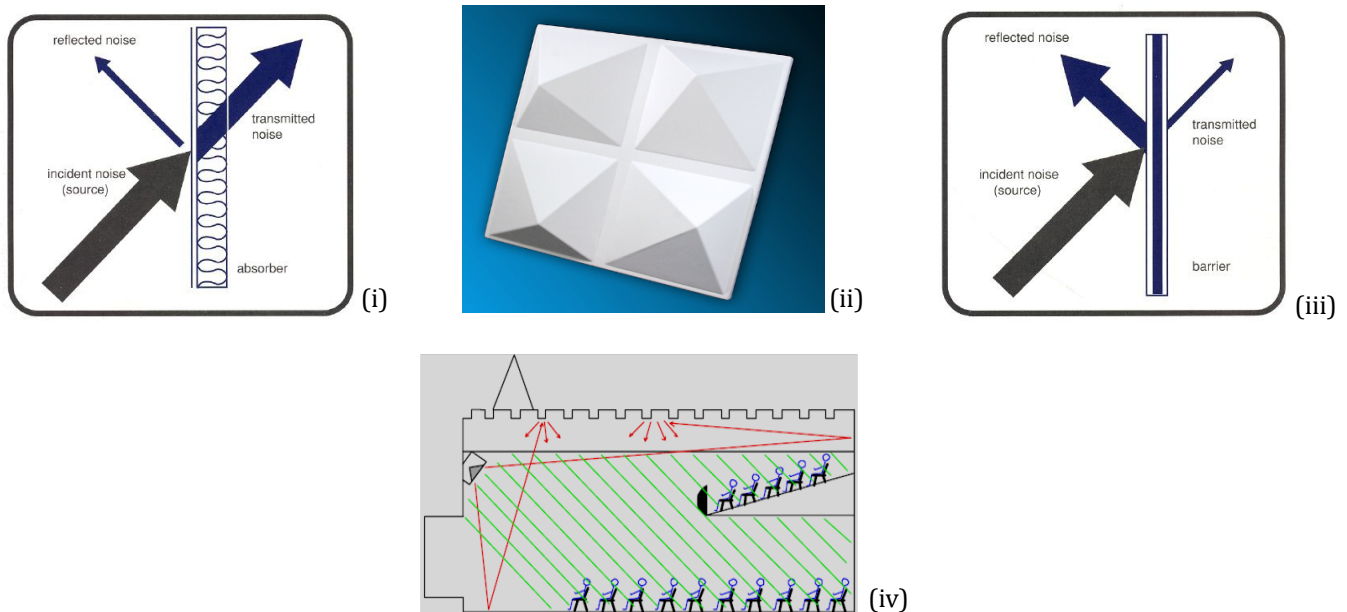 reflected noise
transmitted
noise
incident noise
(source)
absorber
(i)
(ii)
reflected noise
transmitted
noise
incident noise
(source)
barrier
(iii)
(iv)